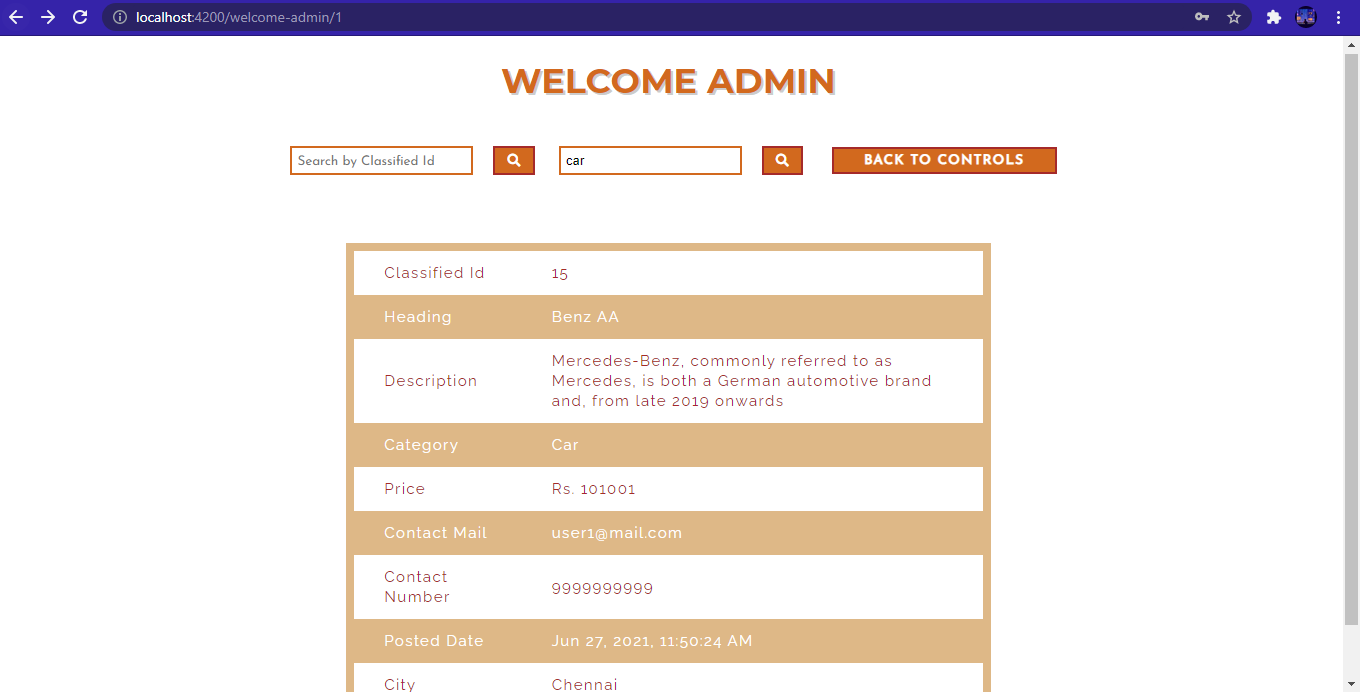 localhost:4200/welcome-admin/1
WELCOME ADMIN
Search by Classified Id
car
BACK TO CONTROLS
Classified Id 15
Heading Benz AA
Description Mercedes-Benz, commonly referred to as
Mercedes, is both a German automotive brand
and, from late 2019 onwards
Category Car
Price Rs. 101001
Contact Mail user1@mail.com
Contact
Number 9999999999
Posted Date Jun 27, 2021, 11:50:24 AM
City Chennai